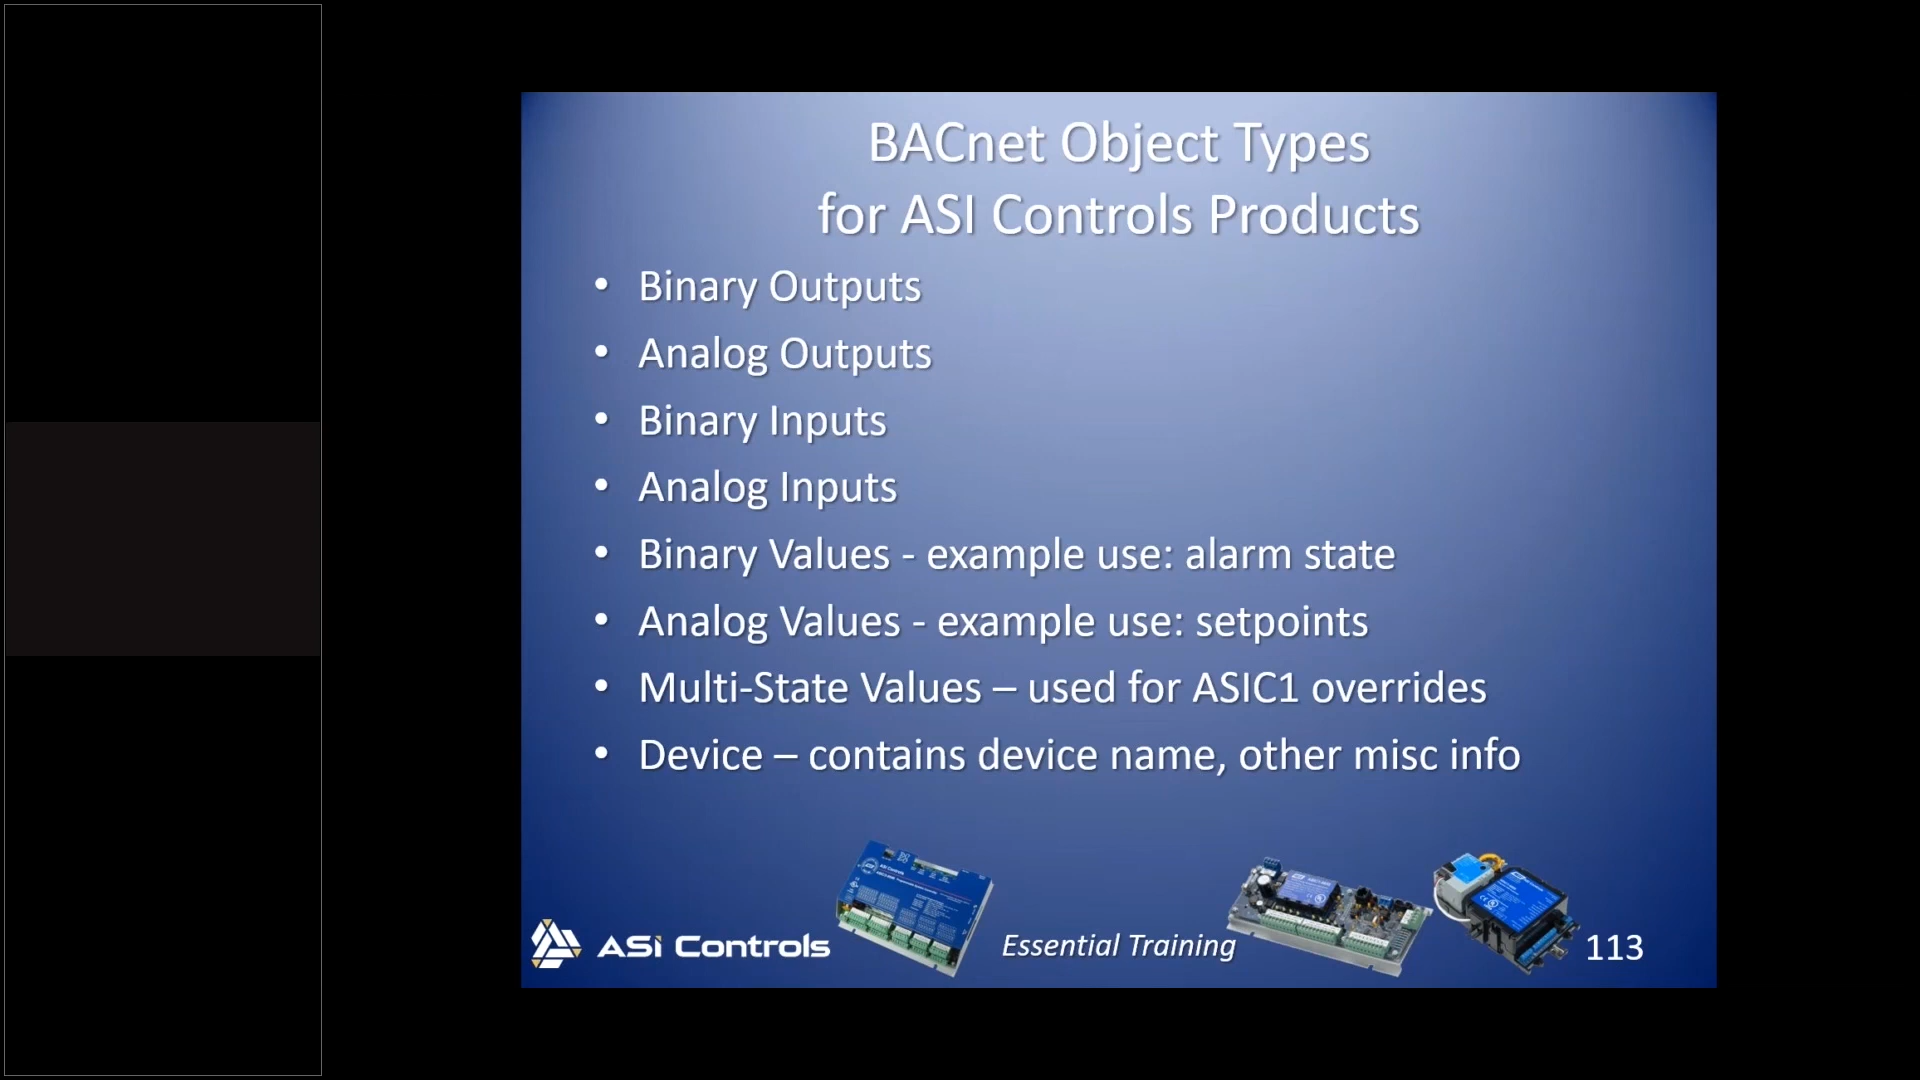 BACnet Object Types
for ASI Controls Products
• Binary Outputs
• Analog Outputs
• Binary Inputs
• Analog Inputs
• Binary Values - example use: alarm state
• Analog Values - example use: setpoints
• Multi-State Values – used for ASIC1 overrides
• Device – contains device name, other misc info
ASi Controls
Essential Training
113